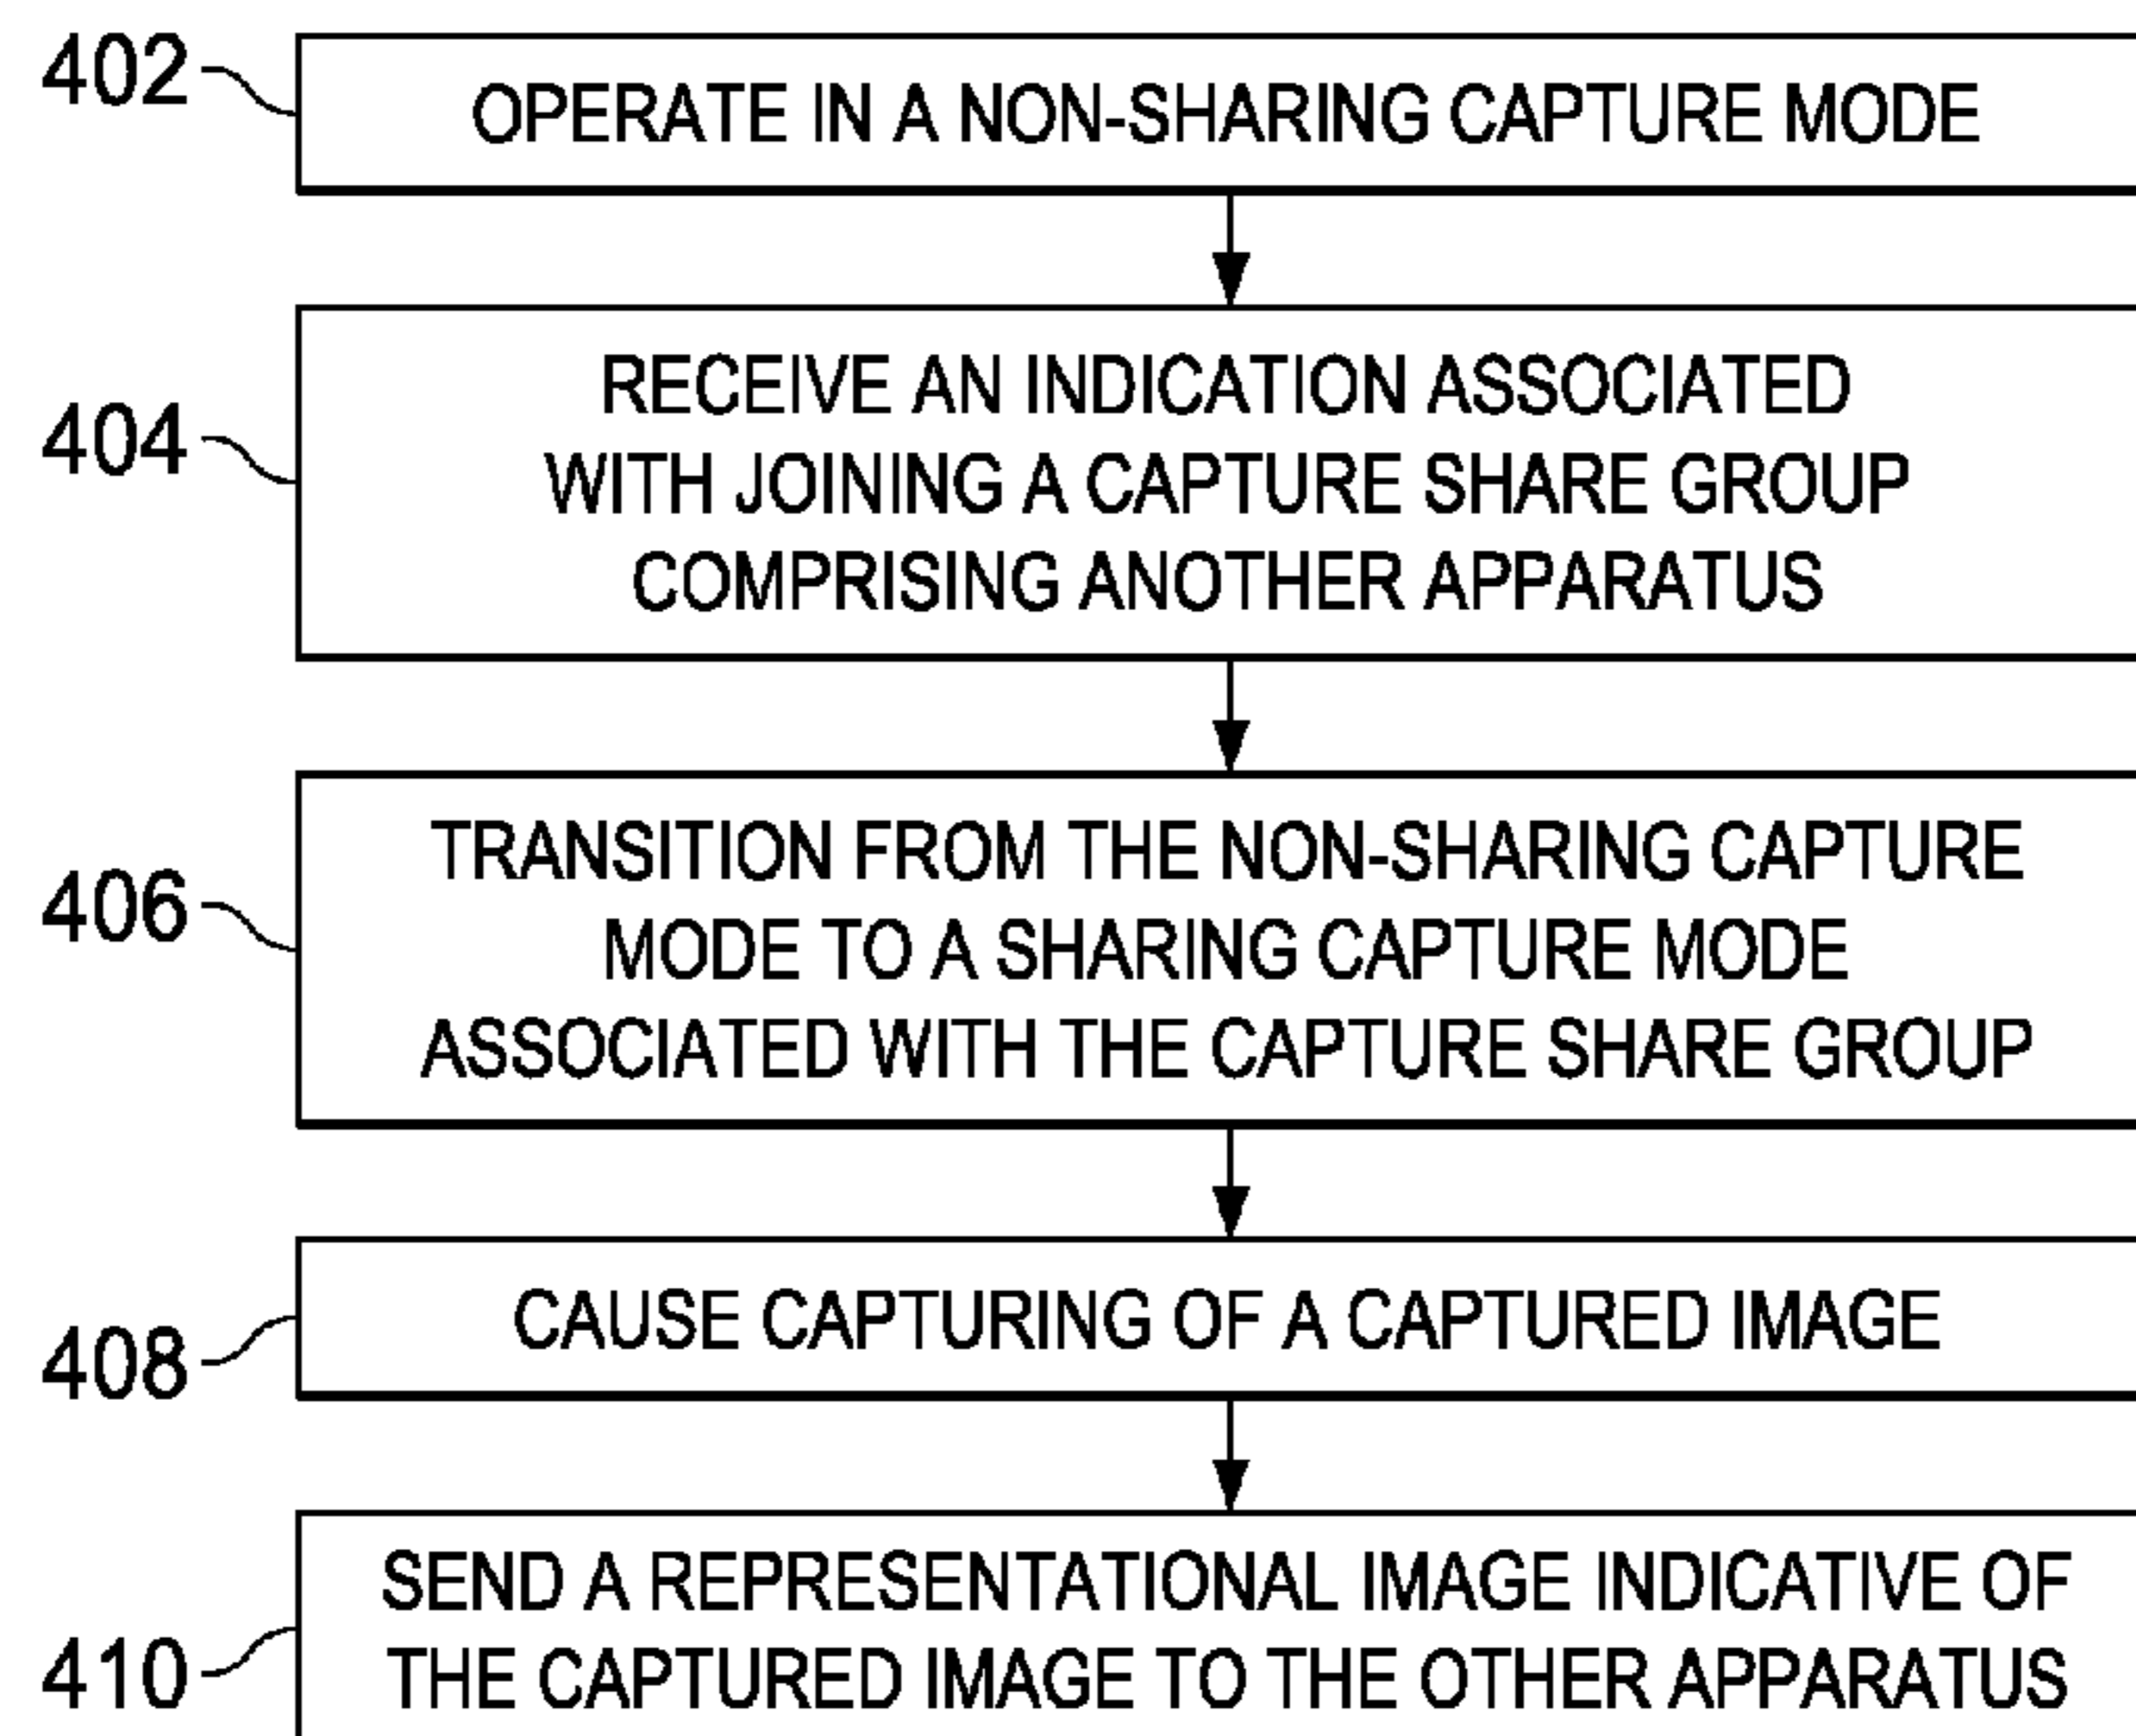 402
OPERATE IN A NON-SHARING CAPTURE MODE
404
RECEIVE AN INDICATION ASSOCIATED
WITH JOINING A CAPTURE SHARE GROUP
COMPRISING ANOTHER APPARATUS
406
TRANSITION FROM THE NON-SHARING CAPTURE
MODE TO A SHARING CAPTURE MODE
ASSOCIATED WITH THE CAPTURE SHARE GROUP
408
CAUSE CAPTURING OF A CAPTURED IMAGE
410
SEND A REPRESENTATIONAL IMAGE INDICATIVE OF
THE CAPTURED IMAGE TO THE OTHER APPARATUS